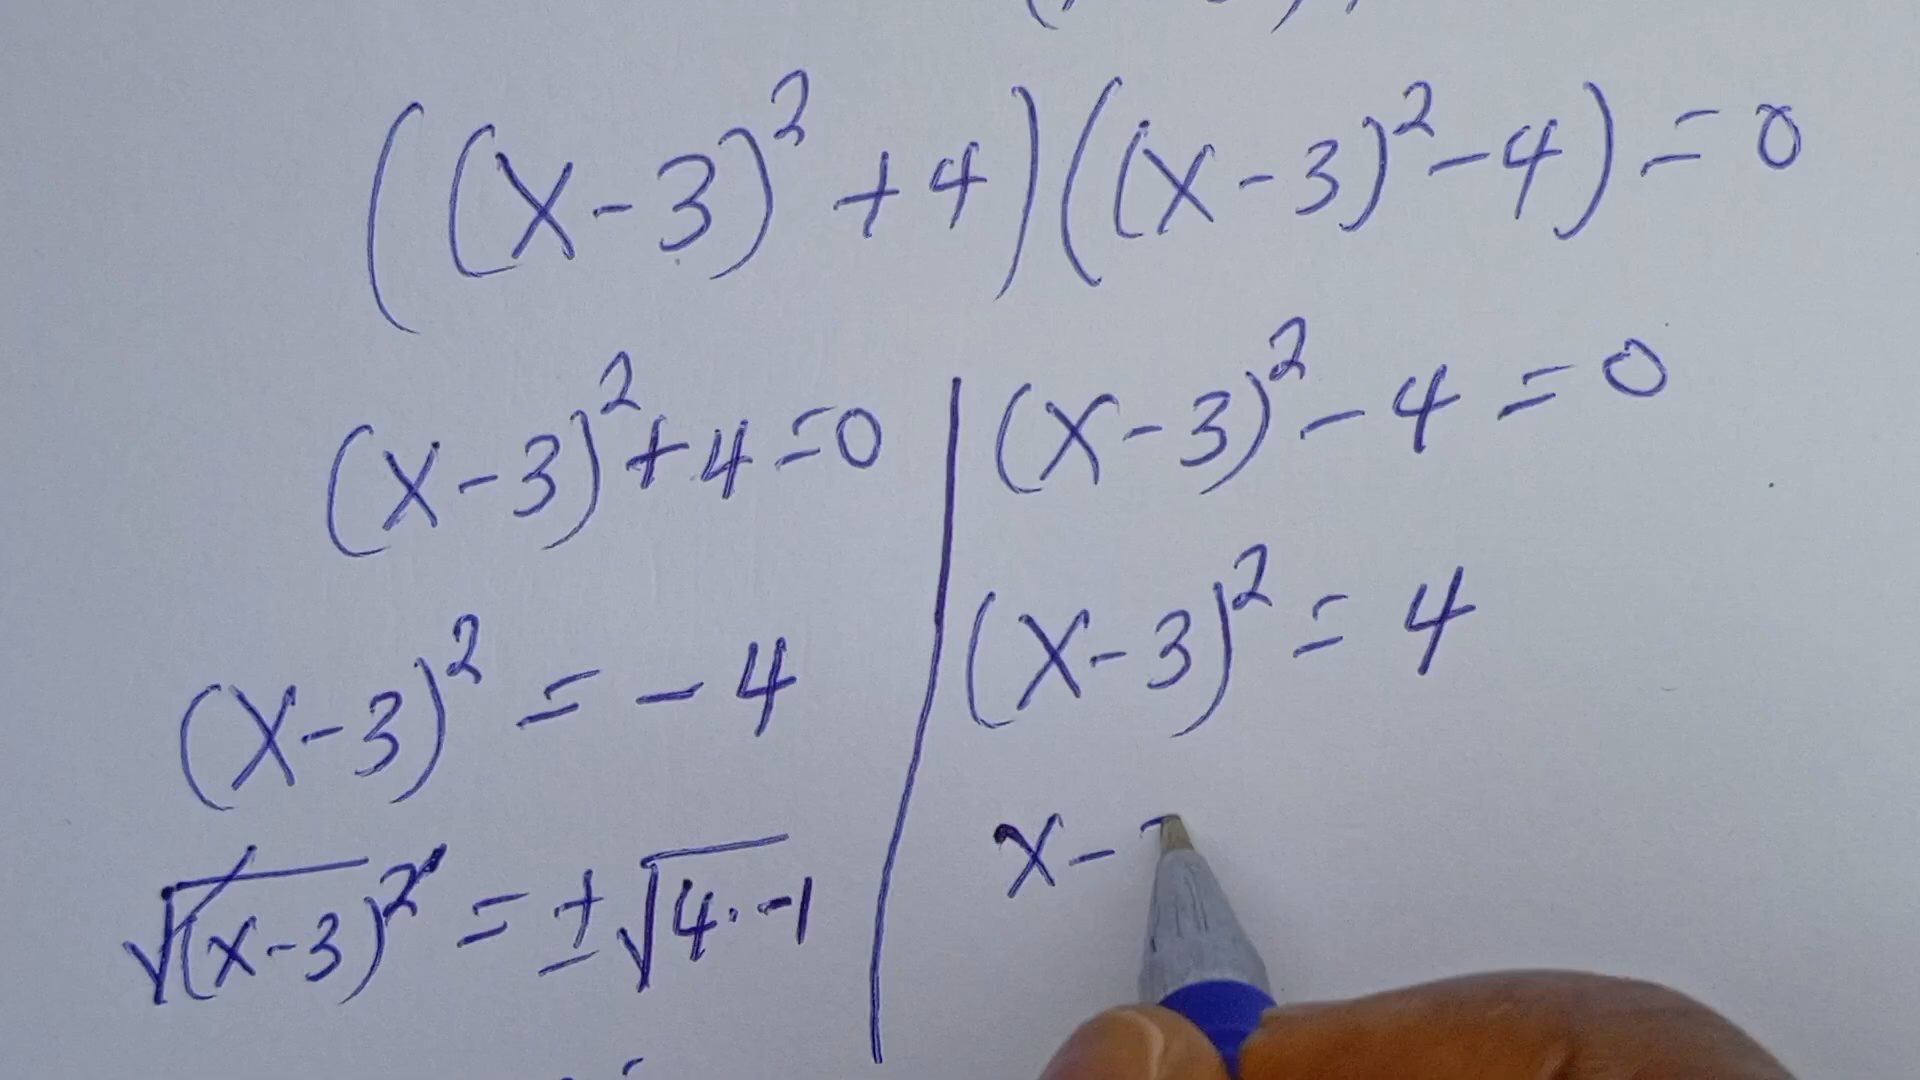 ((x-3)²+4)((x-3)²-4)=0
(x-3)²+4=0
(x-3)²=-4
√(x-3)²=±√4·-1
(x-3)²-4=0
(x-3)²=4
x-